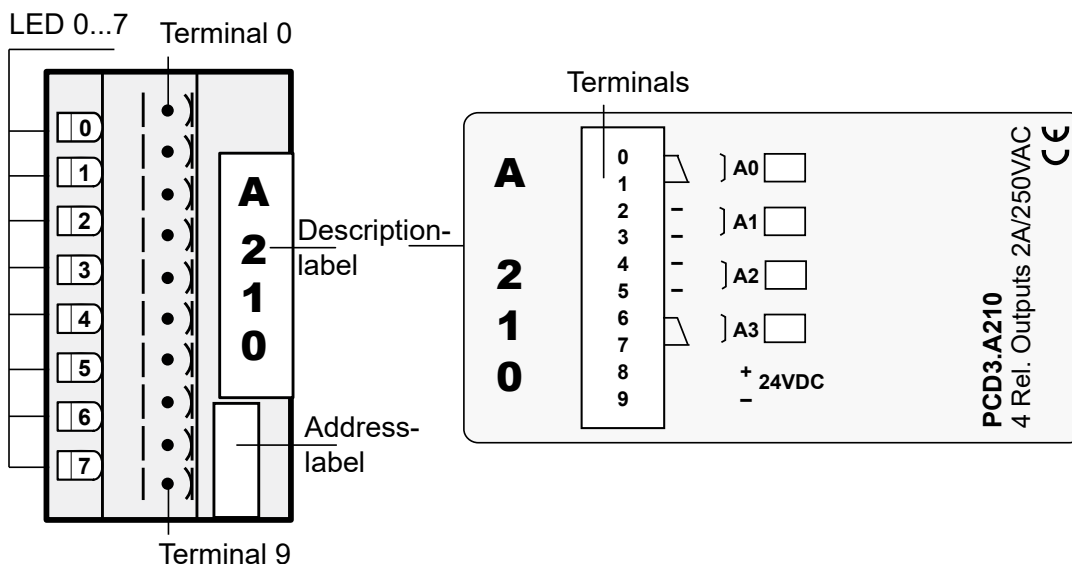 LED 0...7
Terminal 0
0
1
2
3
4
5
6
7
A
2
1
0
Description-
label
Address-
label
Terminal 9
Terminals
A
2
1
0
0
1
2
3
4
5
6
7
8
9
A0
A1
A2
A3
+
− 24VDC
PCD3.A210
4 Rel. Outputs 2A/250VAC
CE